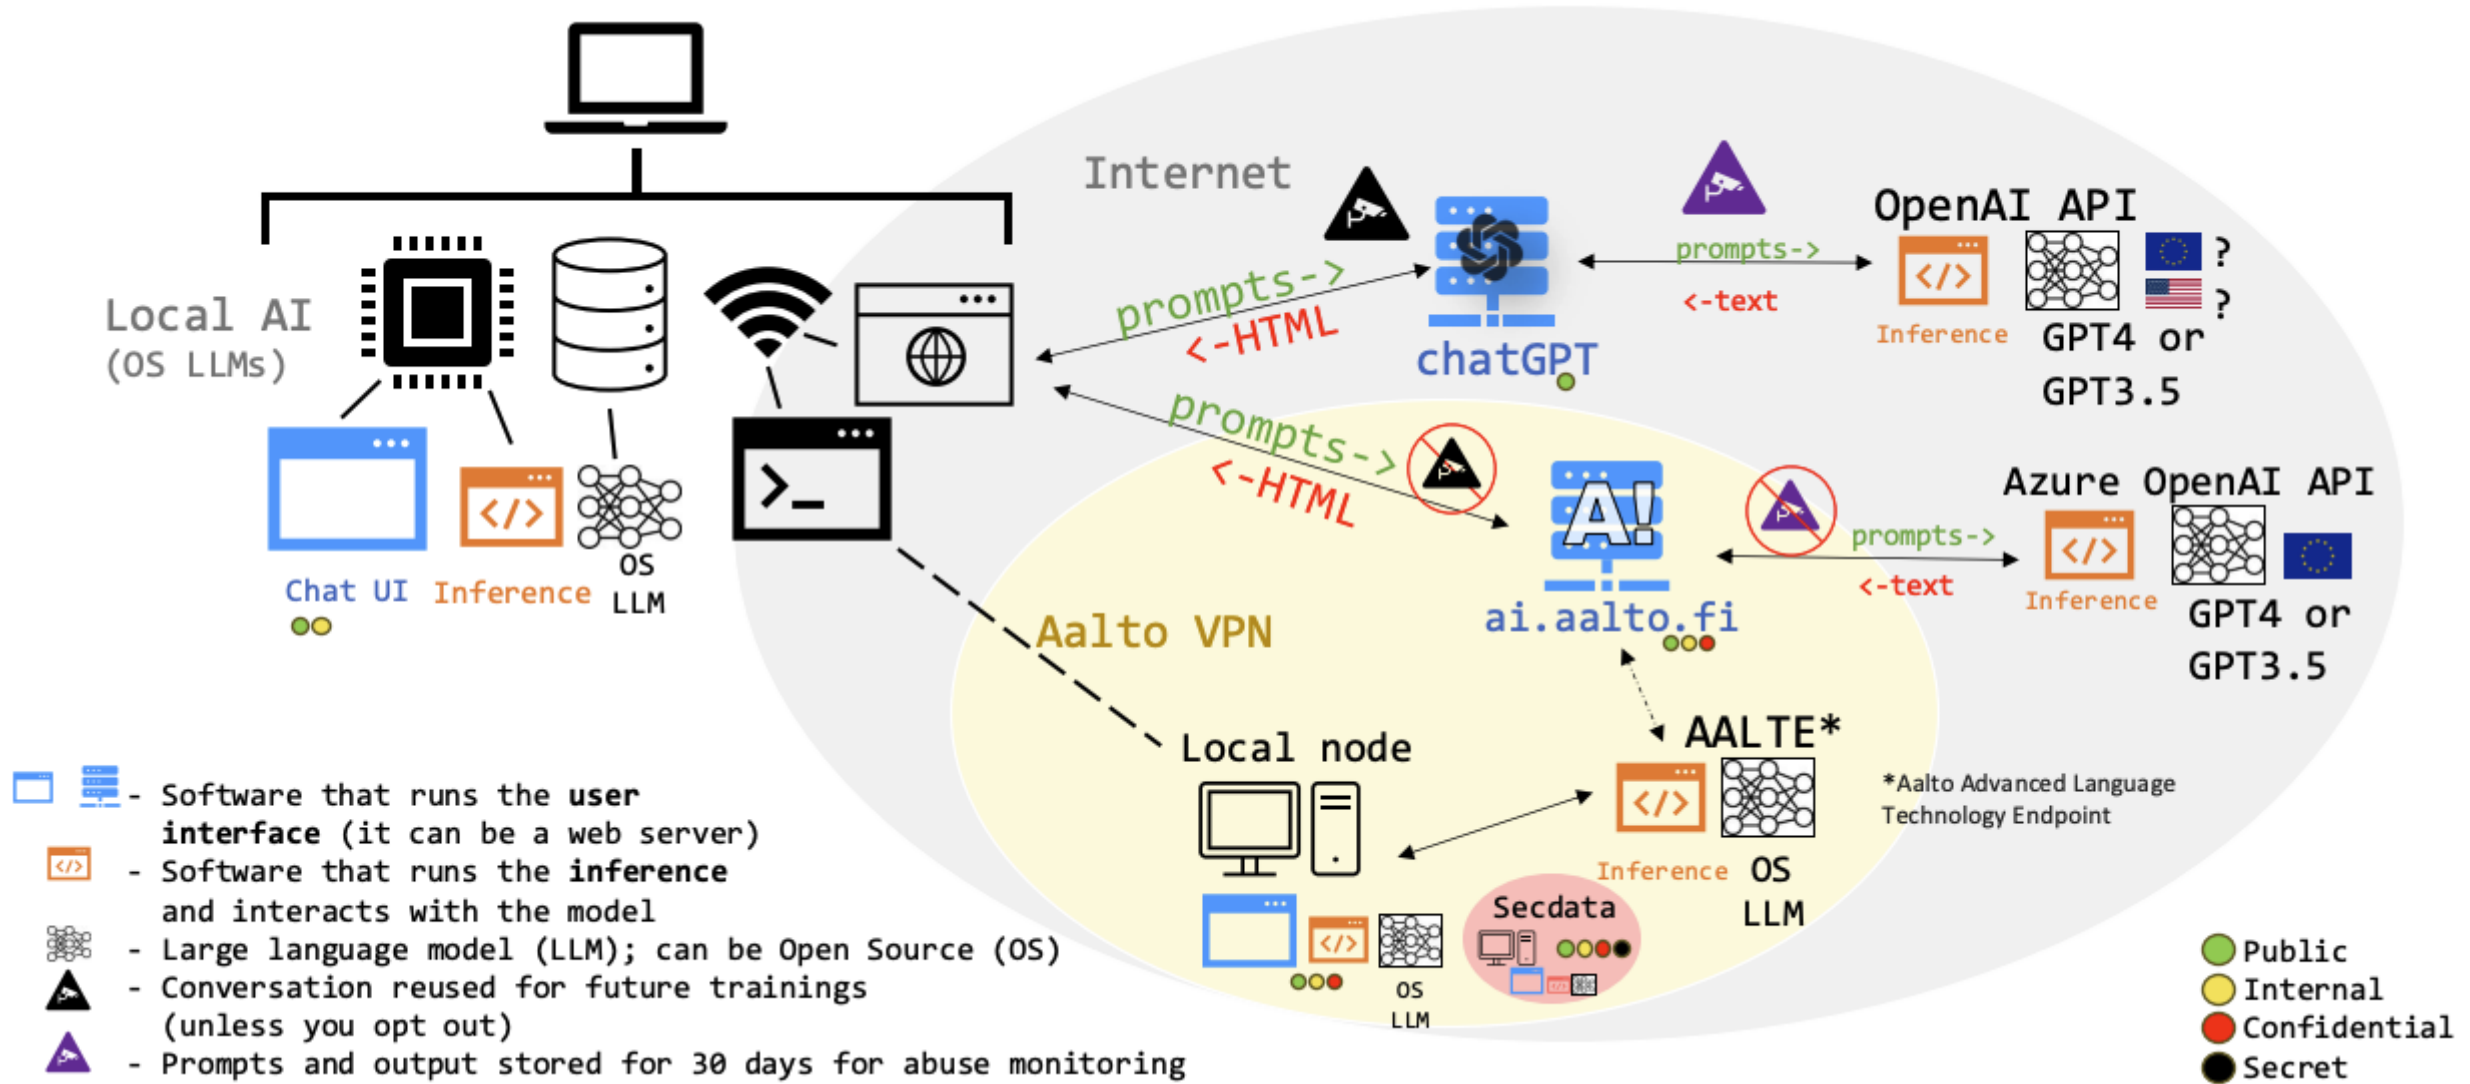 Internet
OpenAI API
prompts->
<-text
Inference
?
?
GPT4 or
GPT3.5
prompts->
<-HTML
chatGPT
Local AI
(OS LLMs)
>_
</>
</>
Chat UI
Inference
OS
LLM
prompts->
<-HTML
A!
ai.aalto.fi
Azure OpenAI API
prompts->
<-text
</>
Inference
GPT4 or
GPT3.5
Aalto VPN
Local node
AALTE*
</>
Inference
OS
LLM
*Aalto Advanced Language
Technology Endpoint
</>
OS
LLM
Secdata
</>
- Software that runs the user
interface (it can be a web server)
</>
- Software that runs the inference
and interacts with the model
- Large language model (LLM); can be Open Source (OS)
- Conversation reused for future trainings
(unless you opt out)
- Prompts and output stored for 30 days for abuse monitoring
Public
Internal
Confidential
Secret